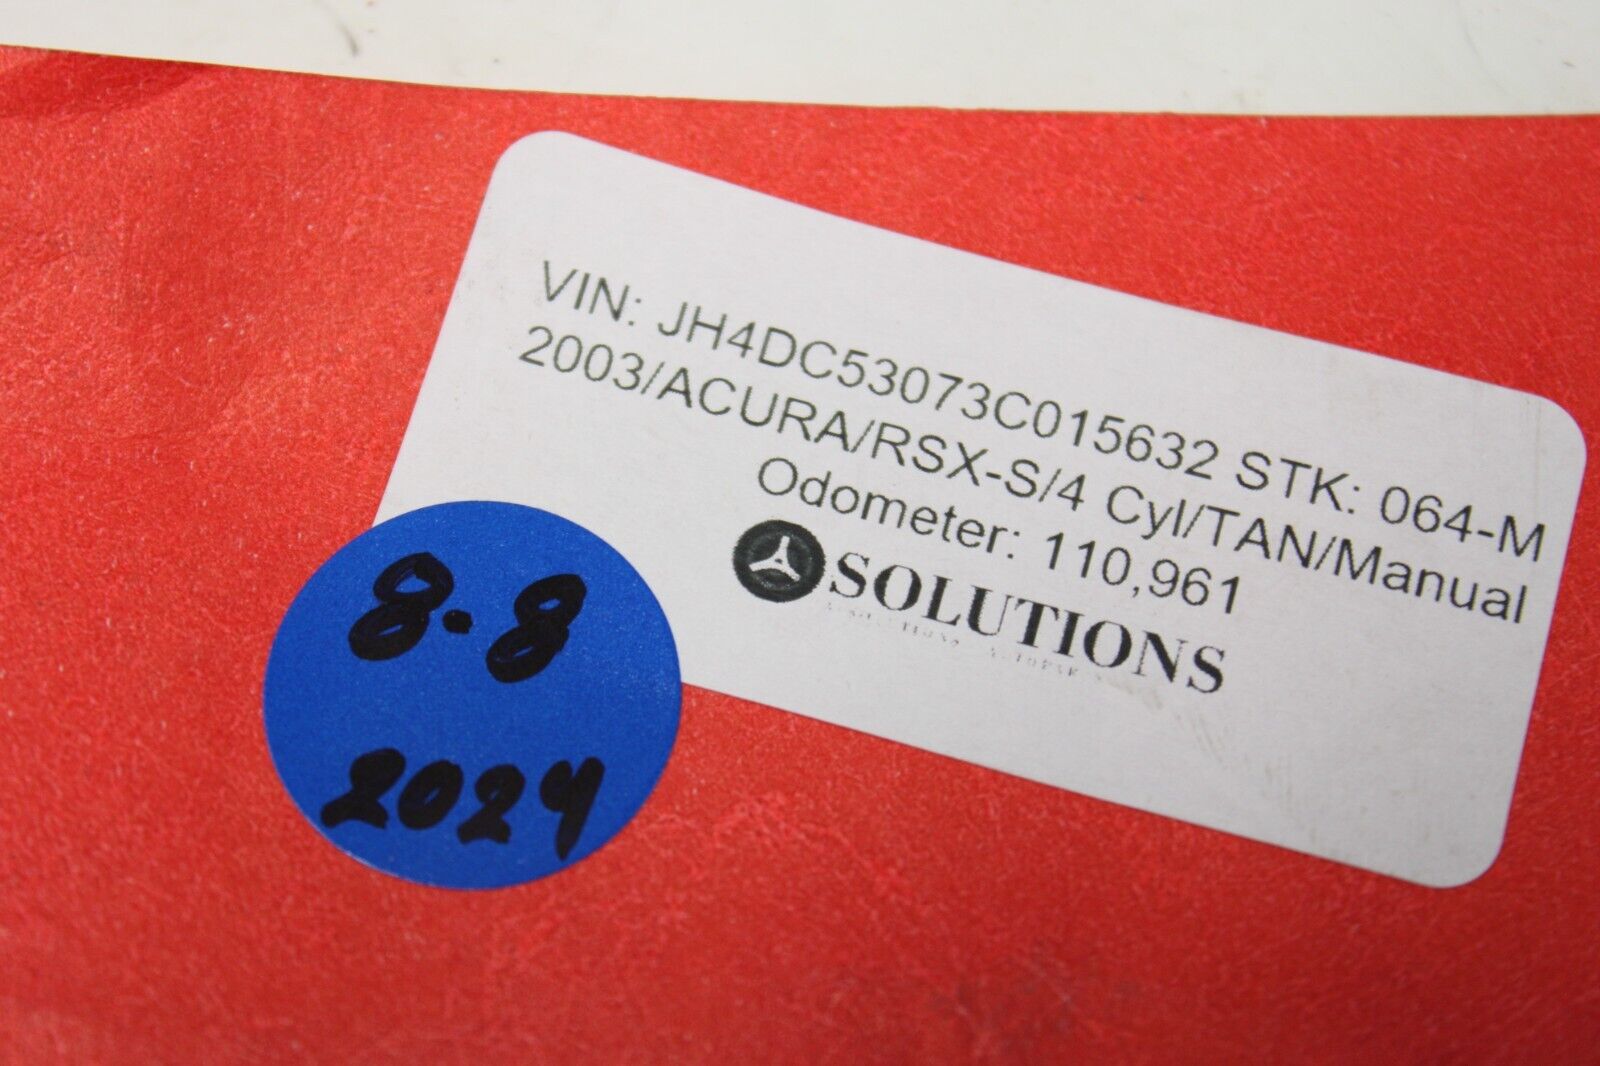 VIN: JH4DC53073C015632 STK: 064-M
2003/ACURA/RSX-S/4 Cyl/TAN/Manual
Odometer: 110,961
SOLUTIONS
8.8
2024